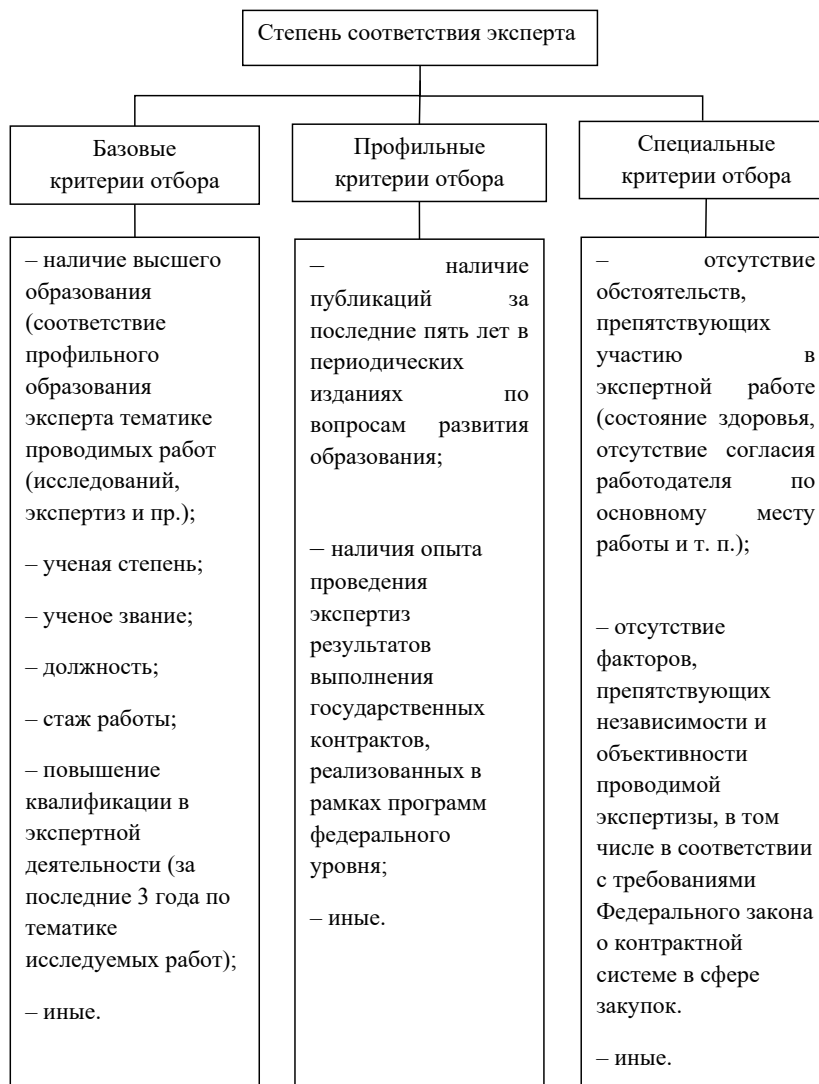 Степень соответствия эксперта
Базовые
критерии отбора
Профильные
критерии отбора
Специальные
критерии отбора
– наличие высшего
образования
(соответствие
профильного
образования
эксперта тематике
проводимых работ
(исследований,
экспертиз и пр.);
– ученая степень;
– ученое звание;
– должность;
– стаж работы;
– повышение
квалификации в
экспертной
деятельности (за
последние 3 года по
тематике
исследуемых работ);
– иные.
– наличие
публикаций за
последние пять лет в
периодических
изданиях по
вопросам развития
образования;
– наличия опыта
проведения
экспертиз
результатов
выполнения
государственных
контрактов,
реализованных в
рамках программ
федерального
уровня;
– иные.
– отсутствие
обстоятельств,
препятствующих
участию в
экспертной работе
(состояние здоровья,
отсутствие согласия
работодателя по
основному месту
работы и т. п.);
– отсутствие
факторов,
препятствующих
независимости и
объективности
проводимой
экспертизы, в том
числе в соответствии
с требованиями
Федерального закона
о контрактной
системе в сфере
закупок.
– иные.